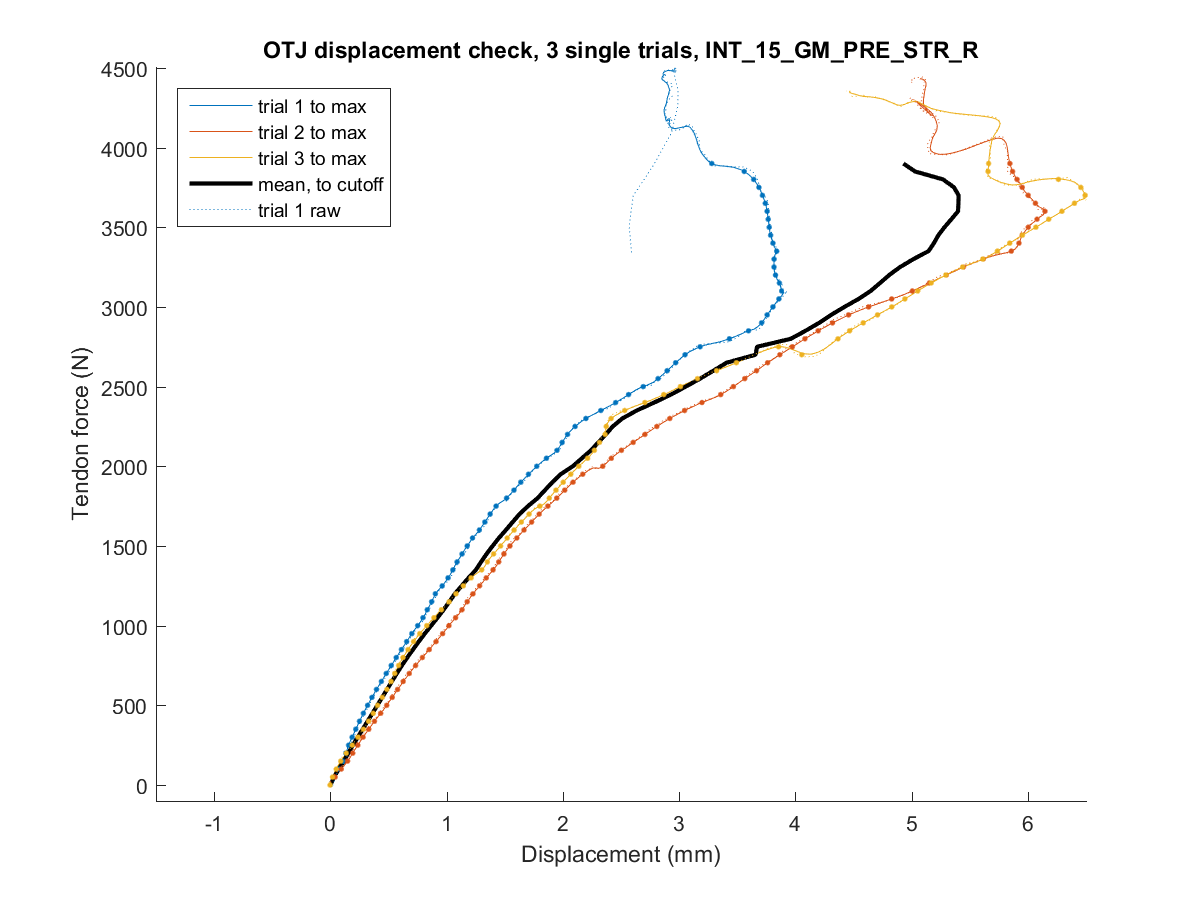 OTJ displacement check, 3 single trials, INT_15_GM_PRE_STR_R
4500
4000
3500
3000
2500
2000
1500
1000
500
0
Tendon force (N)
trial 1 to max
trial 2 to max
trial 3 to max
mean, to cutoff
trial 1 raw
-1
0
1
2
3
4
5
6
Displacement (mm)